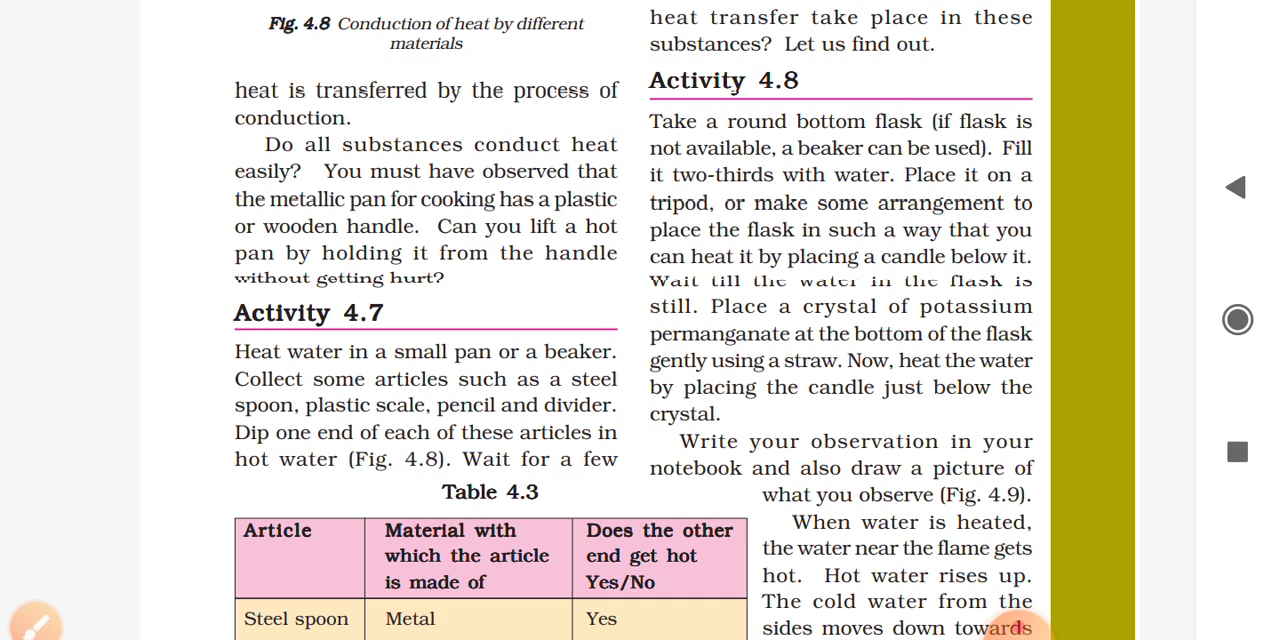 Fig. 4.8 Conduction of heat by different
materials
heat is transferred by the process of
conduction.
Do all substances conduct heat
easily? You must have observed that
the metallic pan for cooking has a plastic
or wooden handle. Can you lift a hot
pan by holding it from the handle
without getting hurt?
Activity 4.7
Heat water in a small pan or a beaker.
Collect some articles such as a steel
spoon, plastic scale, pencil and divider.
Dip one end of each of these articles in
hot water (Fig. 4.8). Wait for a few
Table 4.3
Article
Material with
which the article
is made of
Does the other
end get hot
Yes/No
Steel spoon
Metal
Yes
heat transfer take place in these
substances? Let us find out.
Activity 4.8
Take a round bottom flask (if flask is
not available, a beaker can be used). Fill
it two-thirds with water. Place it on a
tripod, or make some arrangement to
place the flask in such a way that you
can heat it by placing a candle below it.
Wait till the water in the flask is
still. Place a crystal of potassium
permanganate at the bottom of the flask
gently using a straw. Now, heat the water
by placing the candle just below the
crystal.
Write your observation in your
notebook and also draw a picture of
what you observe (Fig. 4.9).
When water is heated,
the water near the flame gets
hot. Hot water rises up.
The cold water from the
sides moves down towards